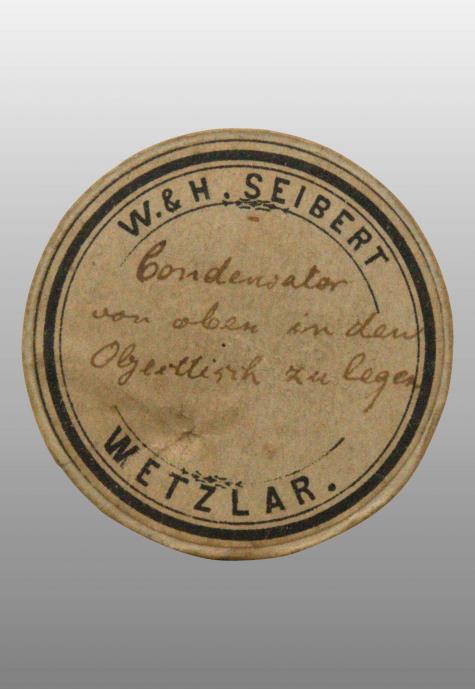 W. & H. SEIBERT
Condensator
von oben in den
Objecttisch zu legen
WETZLAR.